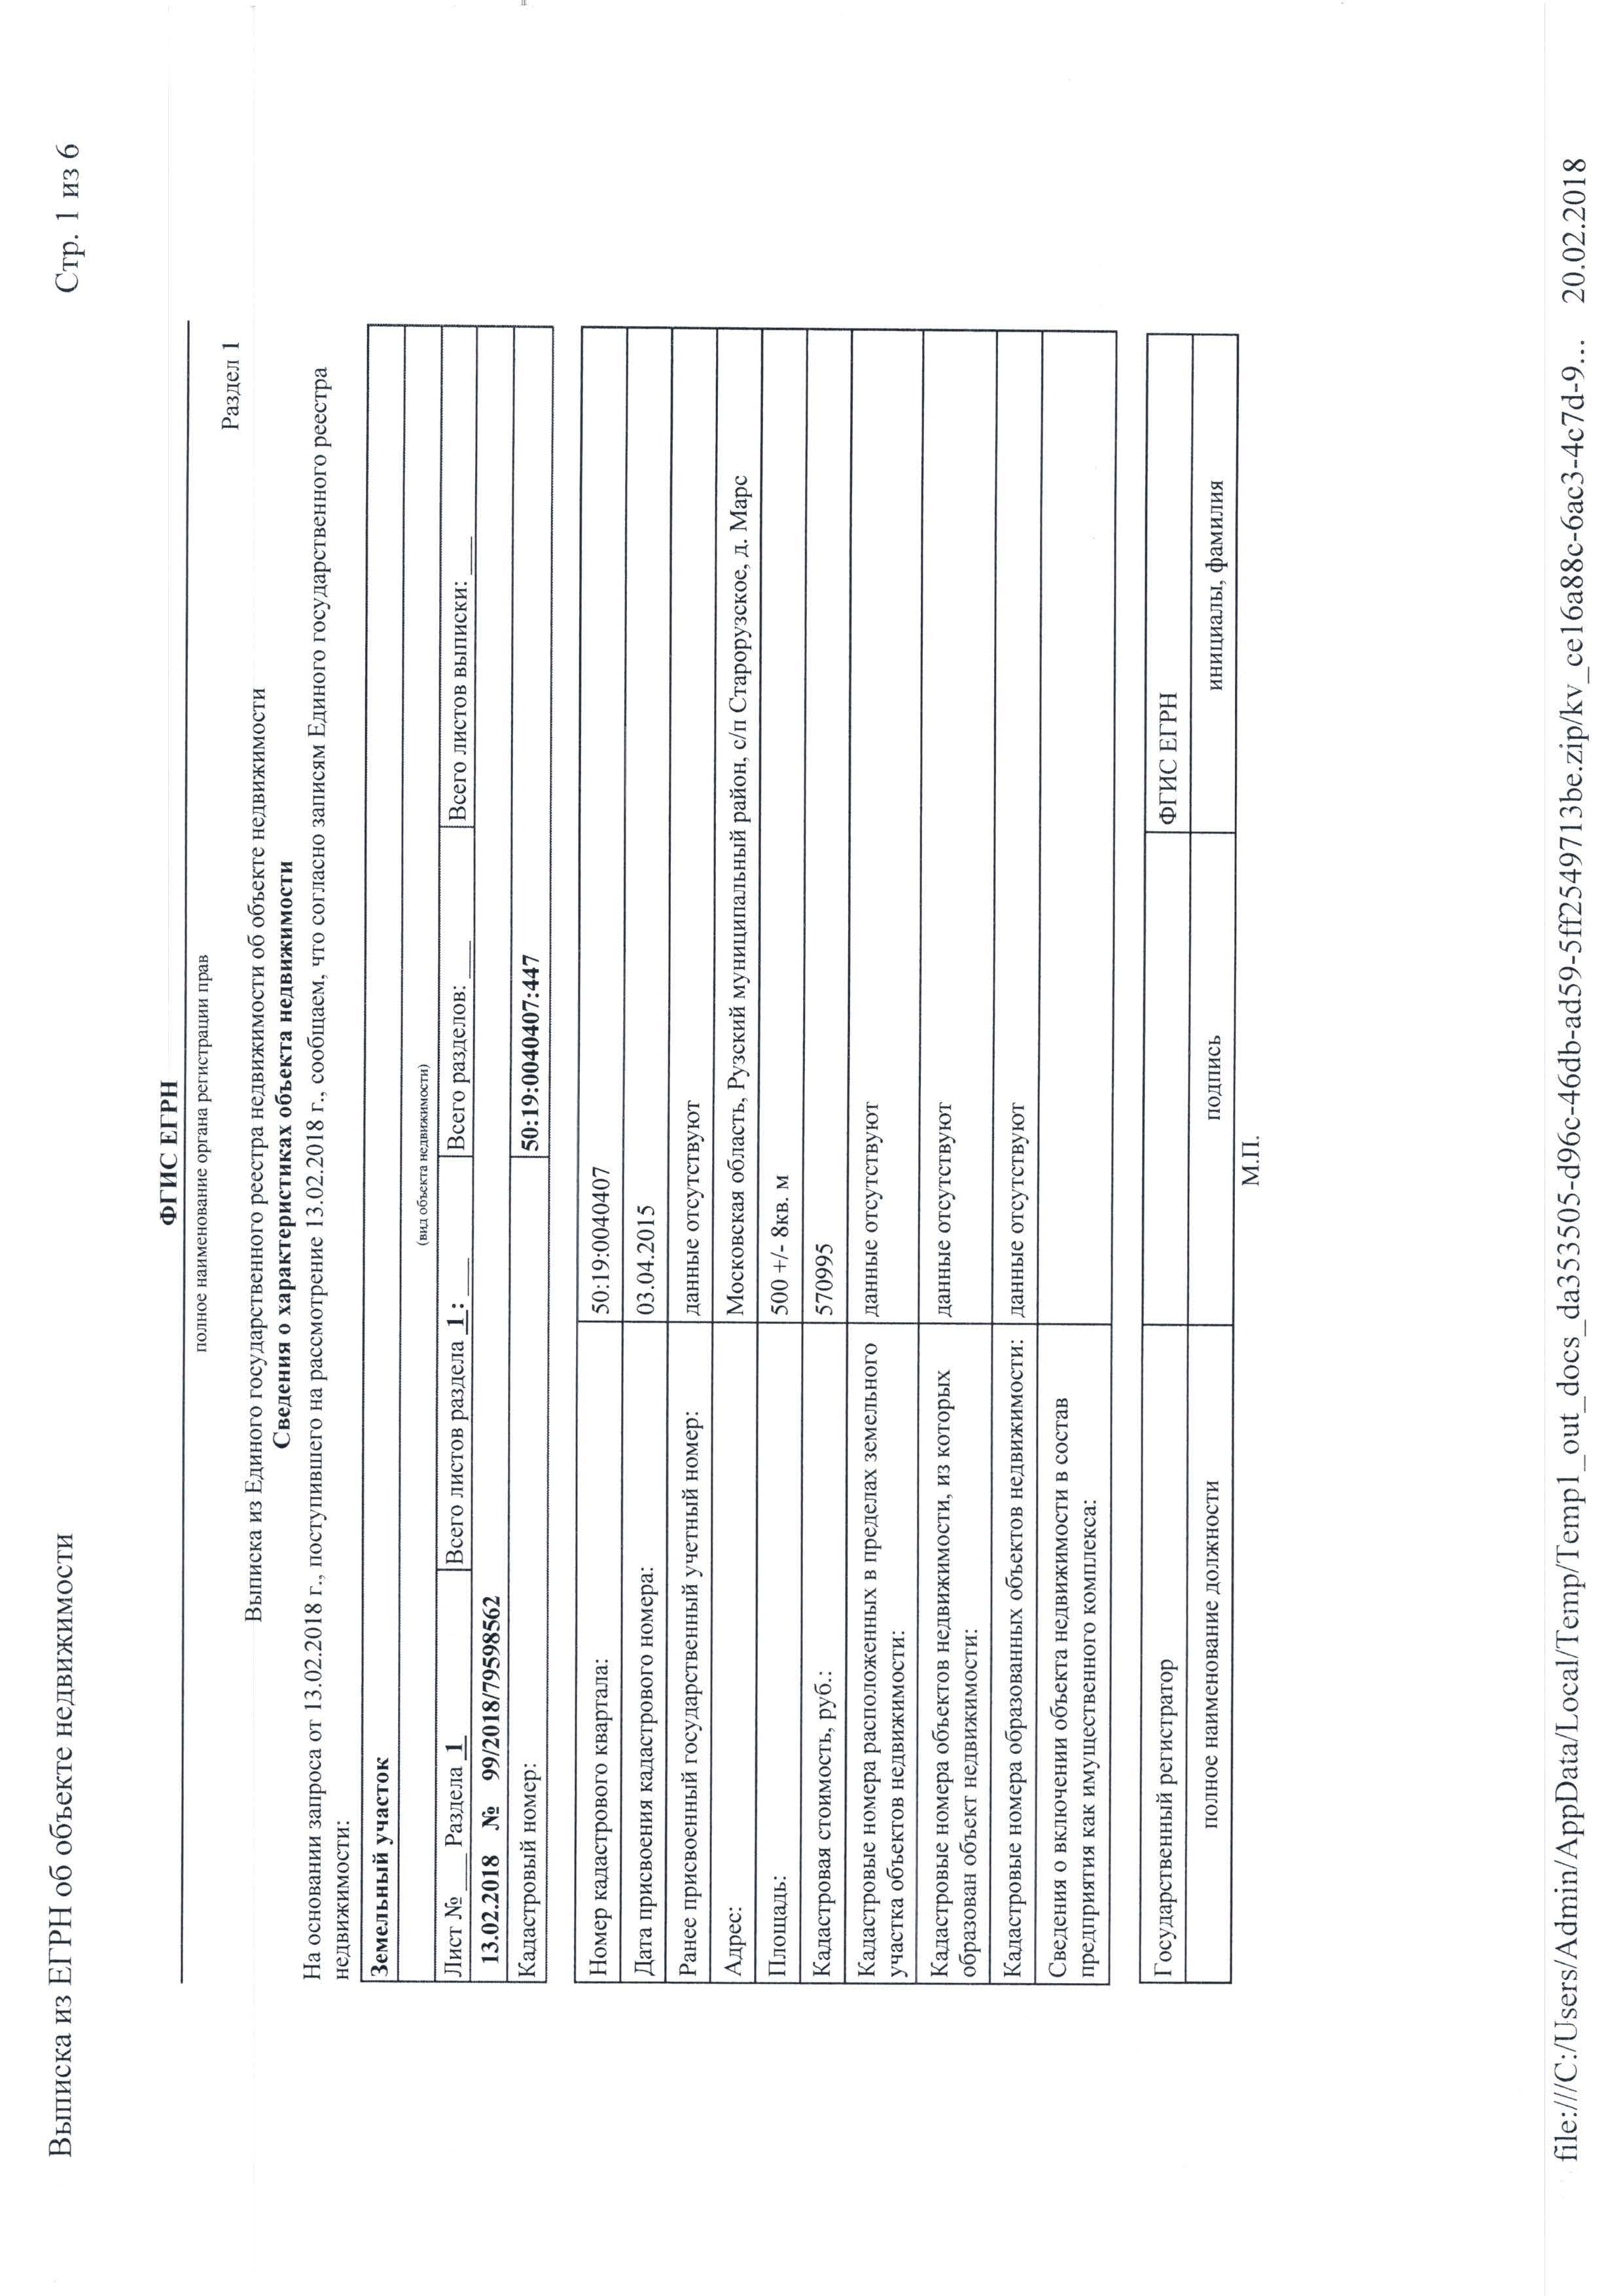 Выписка из ЕГРН об объекте недвижимости Стр. 1 из 6
ФГИС ЕГРН
полное наименование органа регистрации прав
Раздел 1
Выписка из Единого государственного реестра недвижимости об объекте недвижимости
Сведения о характеристиках объекта недвижимости
На основании запроса от 13.02.2018 г., поступившего на рассмотрение 13.02.2018 г., сообщаем, что согласно записям Единого государственного реестра
недвижимости:
Земельный участок
(вид объекта недвижимости)
Лист № ___ Раздела 1 Всего листов раздела 1 : ___ Всего разделов: ___ Всего листов выписки: ___
13.02.2018 № 99/2018/79598562
Кадастровый номер: 50:19:0040407:447
Номер кадастрового квартала: 50:19:0040407
Дата присвоения кадастрового номера: 03.04.2015
Ранее присвоенный государственный учетный номер: данные отсутствуют
Адрес: Московская область, Рузский муниципальный район, с/п Старорузское, д. Марс
Площадь: 500 +/- 8кв. м
Кадастровая стоимость, руб.: 570995
Кадастровые номера расположенных в пределах земельного данные отсутствуют
участка объектов недвижимости:
Кадастровые номера объектов недвижимости, из которых данные отсутствуют
образован объект недвижимости:
Кадастровые номера образованных объектов недвижимости: данные отсутствуют
Сведения о включении объекта недвижимости в состав
предприятия как имущественного комплекса:
Государственный регистратор ФГИС ЕГРН
полное наименование должности подпись инициалы, фамилия
М.П.
file:///C:/Users/Admin/AppData/Local/Temp/Temp1_out_docs_da353505-d96c-46db-ad59-5ff2549713be.zip/kv_ce16a88c-6ac3-4c7d-9... 20.02.2018